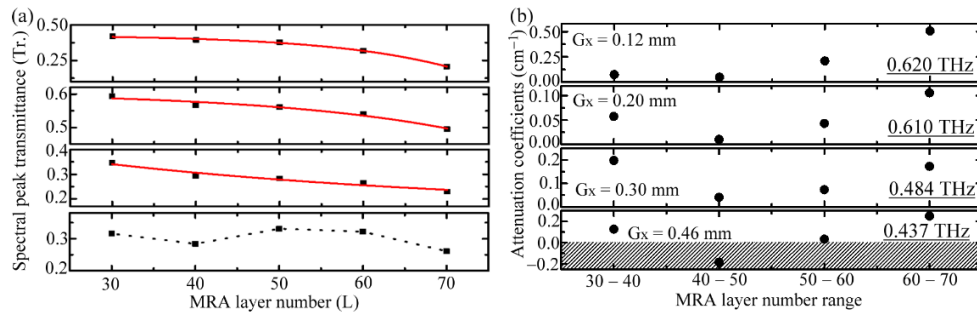 (a)
Spectral peak transmittance (Tr.)
0.50
0.25
0.6
0.5
0.4
0.3
0.2
0.3
0.2
30 40 50 60 70
MRA layer number (L)
(b)
Attenuation coefficients (cm⁻¹)
0.50
0.25
0.00
Gx = 0.12 mm
0.620 THz
0.10
0.05
0.00
Gx = 0.20 mm
0.610 THz
0.2
0.1
0.0
Gx = 0.30 mm
0.484 THz
0.2
0.0
−0.2
Gx = 0.46 mm
0.437 THz
30 – 40 40 – 50 50 – 60 60 – 70
MRA layer number range